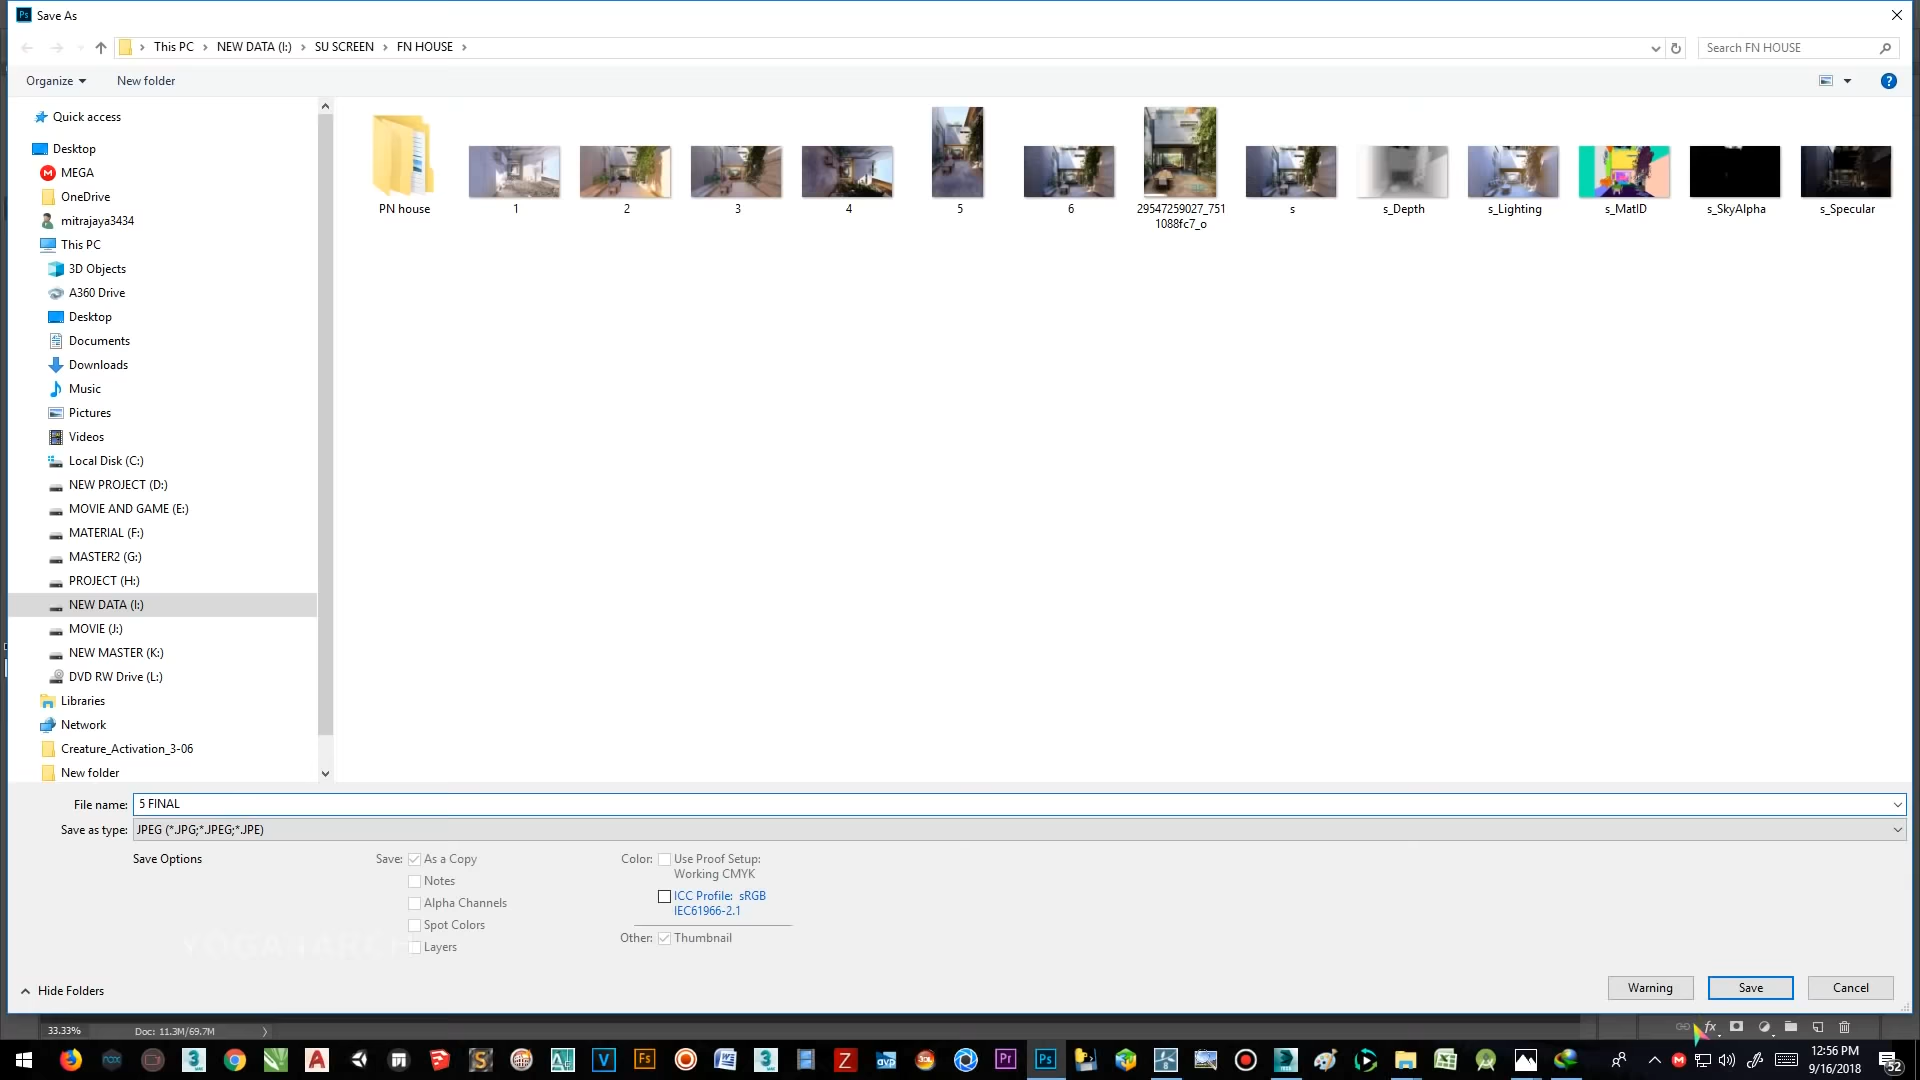 Save As
This PC
NEW DATA (I:)
SU SCREEN
FN HOUSE
Search FN HOUSE
Organize
New folder
Quick access
Desktop
MEGA
OneDrive
mitrajaya3434
This PC
3D Objects
A360 Drive
Desktop
Documents
Downloads
Music
Pictures
Videos
Local Disk (C:)
NEW PROJECT (D:)
MOVIE AND GAME (E:)
MATERIAL (F:)
MASTER2 (G:)
PROJECT (H:)
NEW DATA (I:)
MOVIE (J:)
NEW MASTER (K:)
DVD RW Drive (L:)
Libraries
Network
Creature_Activation_3-06
New folder
PN house
1
2
3
4
5
6
29547259027_751
1088fc7_o
s
s_Depth
s_Lighting
s_MatID
s_SkyAlpha
s_Specular
File name: 5 FINAL
Save as type: JPEG (*.JPG;*.JPEG;*.JPE)
Save Options
Save: As a Copy
Notes
Alpha Channels
Spot Colors
Layers
Color: Use Proof Setup:
Working CMYK
ICC Profile: sRGB
IEC61966-2.1
Other: Thumbnail
Hide Folders
Warning
Save
Cancel
33.33%
Doc: 11.3M/69.7M
fx
12:56 PM
9/16/2018
52